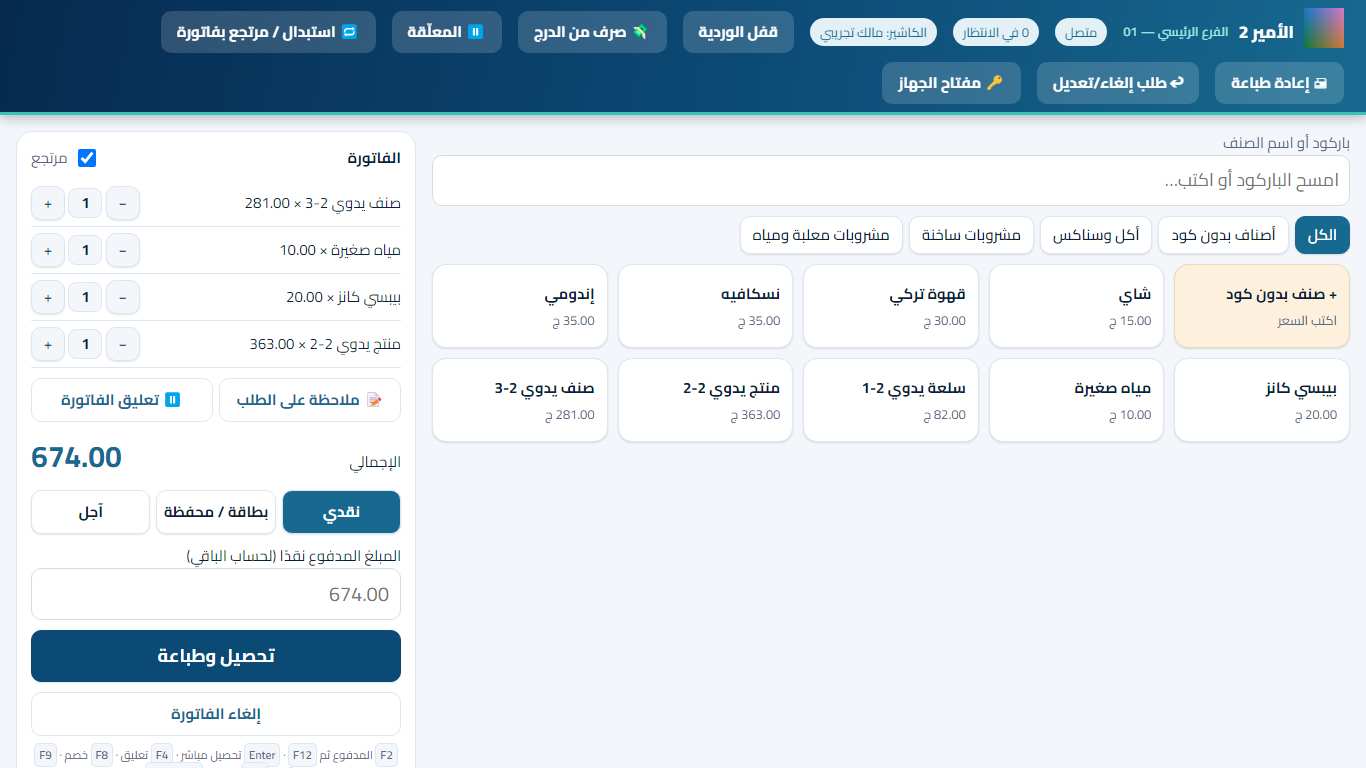 الأمير 2
الفرع الرئيسي — 01
متصل
0 في الانتظار
الكاشير: مالك تجريبي
قفل الوردية
💸 صرف من الدرج
⏸ المعلّقة
🔁 استبدال / مرتجع بفاتورة
🖨 إعادة طباعة
↩ طلب إلغاء/تعديل
🔑 مفتاح الجهاز
باركود أو اسم الصنف
امسح الباركود أو اكتب...
الكل
أصناف بدون كود
أكل وسناكس
مشروبات ساخنة
مشروبات معلبة ومياه
+ صنف بدون كود
اكتب السعر
شاي
15.00 ج
قهوة تركي
30.00 ج
نسكافيه
35.00 ج
إندومي
35.00 ج
بيبسي كانز
20.00 ج
مياه صغيرة
10.00 ج
سلعة يدوي 2-1
82.00 ج
منتج يدوي 2-2
363.00 ج
صنف يدوي 2-3
281.00 ج
الفاتورة
مرتجع
صنف يدوي 2-3 × 281.00
− 1 +
مياه صغيرة × 10.00
− 1 +
بيبسي كانز × 20.00
− 1 +
منتج يدوي 2-2 × 363.00
− 1 +
📝 ملاحظة على الطلب
⏸ تعليق الفاتورة
الإجمالي
674.00
نقدي
بطاقة / محفظة
آجل
المبلغ المدفوع نقدًا (لحساب الباقي)
674.00
تحصيل وطباعة
إلغاء الفاتورة
F2 المدفوع ثم Enter · F12 تحصيل مباشر · F4 تعليق · F8 خصم · F9